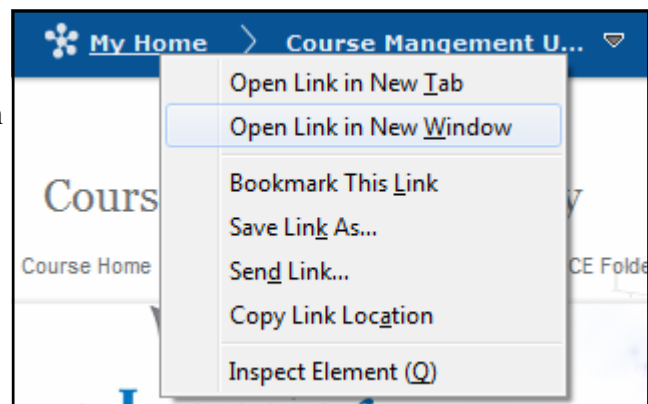 My Home > Course Mangement U...
Open Link in New Tab
Open Link in New Window
Bookmark This Link
Cours
y
Save Link As...
Course Home
CE Folde
Send Link...
Copy Link Location
Inspect Element (Q)